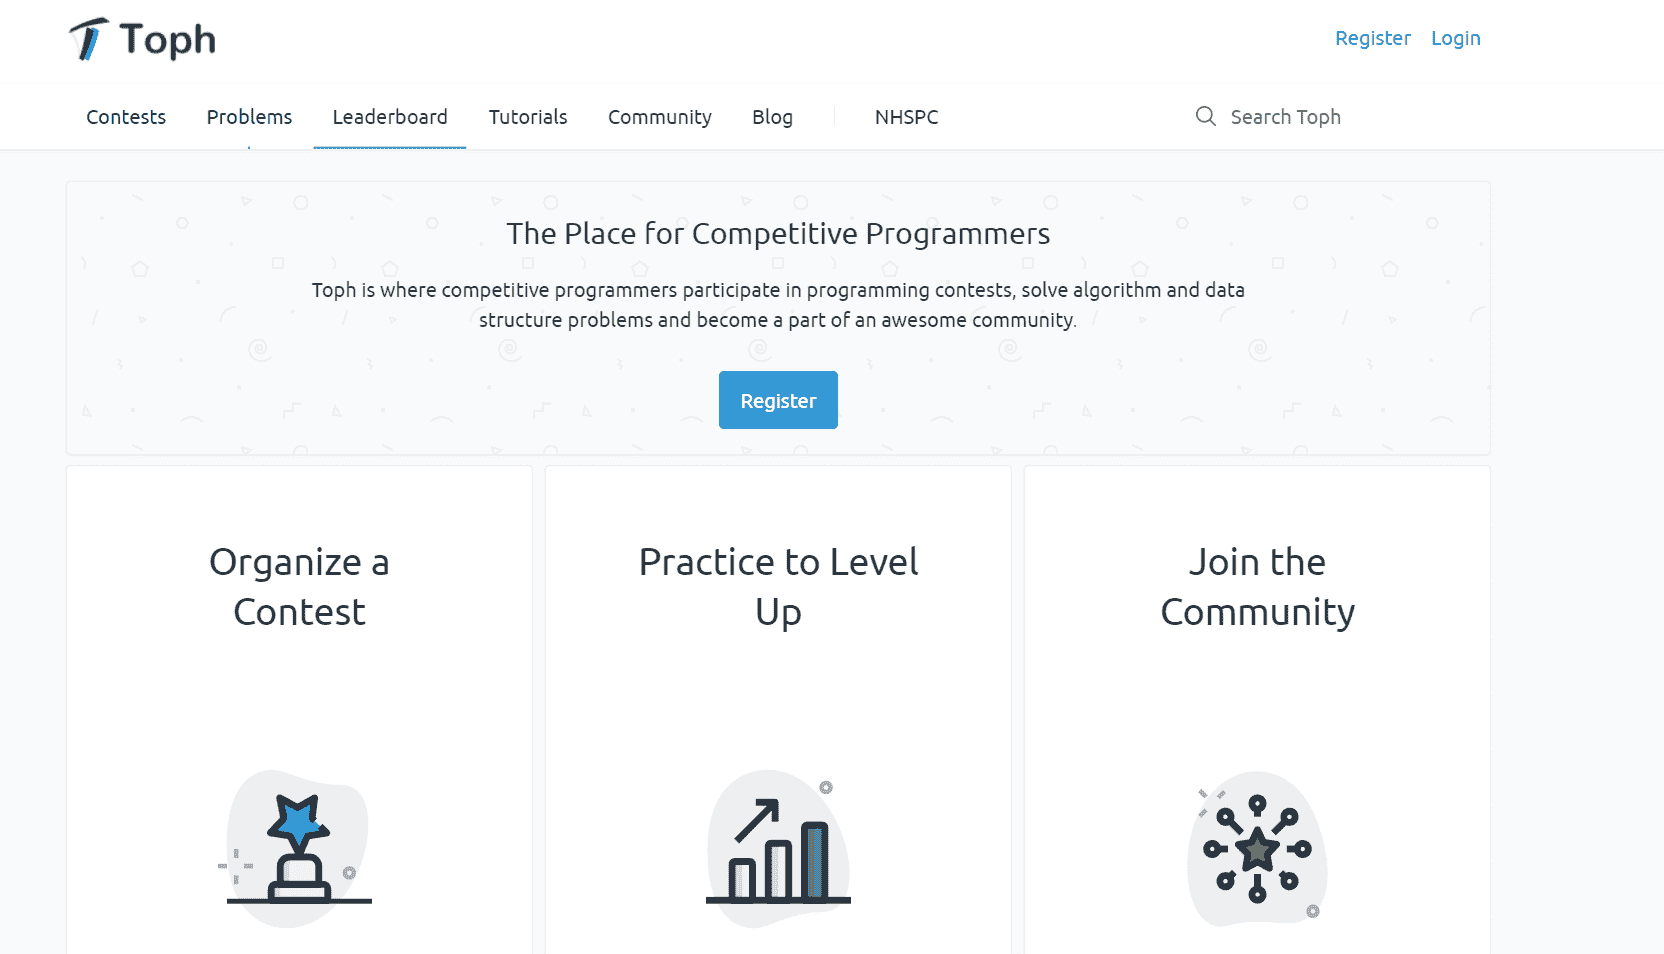 Toph
Register Login
Contests Problems Leaderboard Tutorials Community Blog NHSPC Search Toph
The Place for Competitive Programmers
Toph is where competitive programmers participate in programming contests, solve algorithm and data
structure problems and become a part of an awesome community.
Register
Organize a
Contest
Practice to Level
Up
Join the
Community